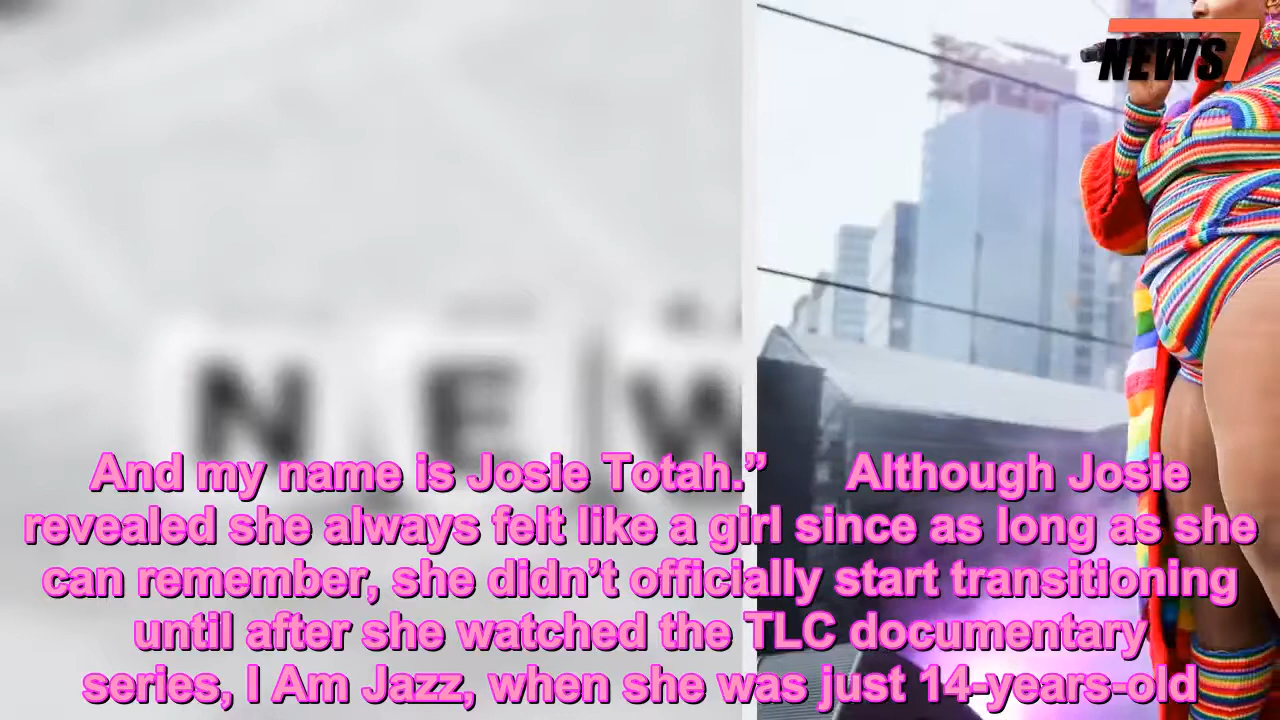 NEWS 7
N E W
And my name is Josie Totah.” Although Josie
revealed she always felt like a girl since as long as she
can remember, she didn’t officially start transitioning
until after she watched the TLC documentary
series, I Am Jazz, when she was just 14-years-old